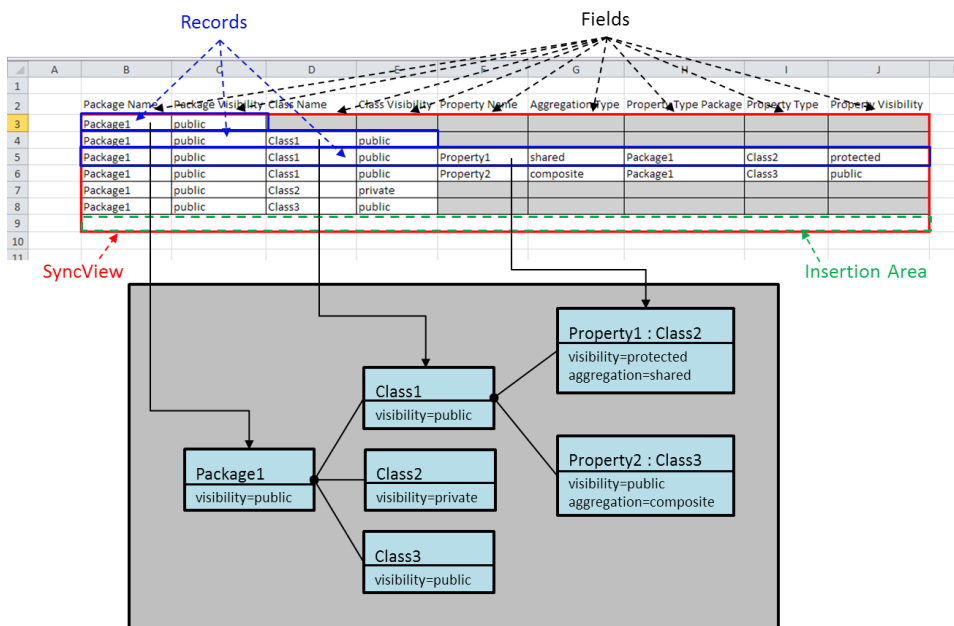 Records Fields
A B C D E F G H I J
1
2 Package Name Package Visibility Class Name Class Visibility Property Name Aggregation Type Property Type Package Property Type Property Visibility
3 Package1 public
4 Package1 public Class1 public
5 Package1 public Class1 public Property1 shared Package1 Class2 protected
6 Package1 public Class1 public Property2 composite Package1 Class3 public
7 Package1 public Class2 private
8 Package1 public Class3 public
9
10
11
SyncView Insertion Area
Property1 : Class2
visibility=protected
aggregation=shared
Class1
visibility=public
Property2 : Class3
visibility=public
aggregation=composite
Package1
visibility=public
Class2
visibility=private
Class3
visibility=public